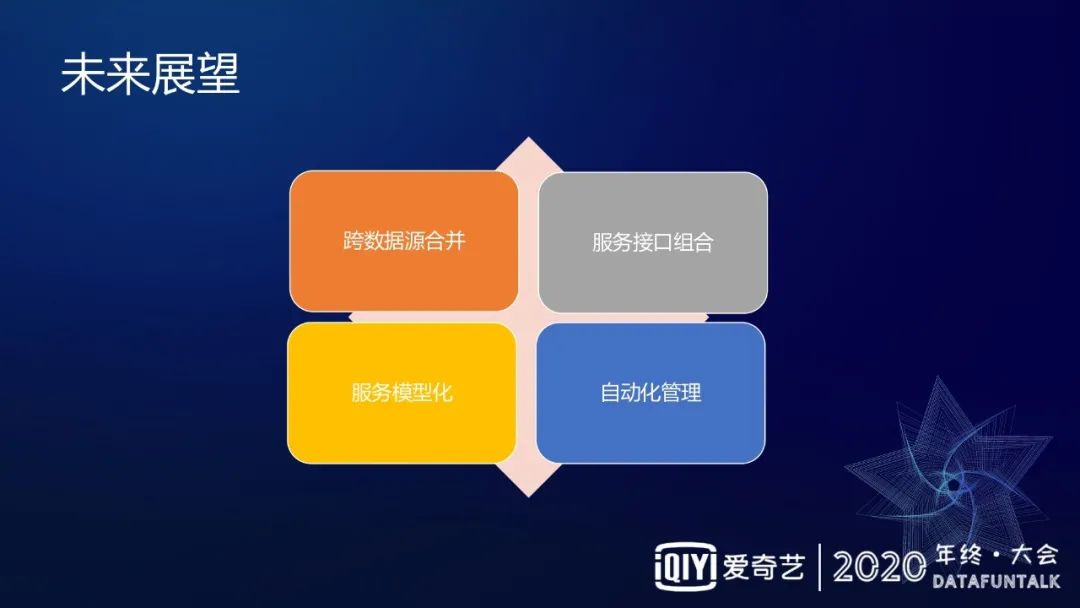 未来展望
跨数据源合并
服务接口组合
服务模型化
自动化管理
iQIYI 爱奇艺
2020 年终·大会
DATAFUNTALK